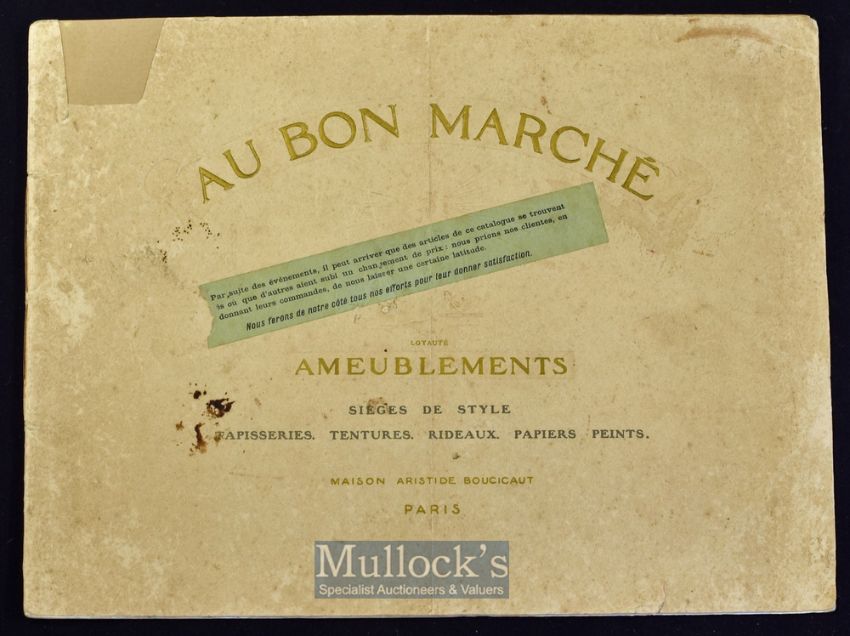 AU BON MARCHÉ
Par suite des événements, il peut arriver que des articles de ce catalogue se trouvent
is ou que d'autres aient subi un changement de prix: nous prions nos clientes, en
donnant leurs commandes, de nous laisser une certaine latitude.
Nous ferons de notre côté tous nos efforts pour leur donner satisfaction.
LOYAUTÉ
AMEUBLEMENTS
SIÈGES DE STYLE
TAPISSERIES. TENTURES. RIDEAUX. PAPIERS PEINTS.
MAISON ARISTIDE BOUCICAUT
PARIS
Mullock's
Specialist Auctioneers & Valuers